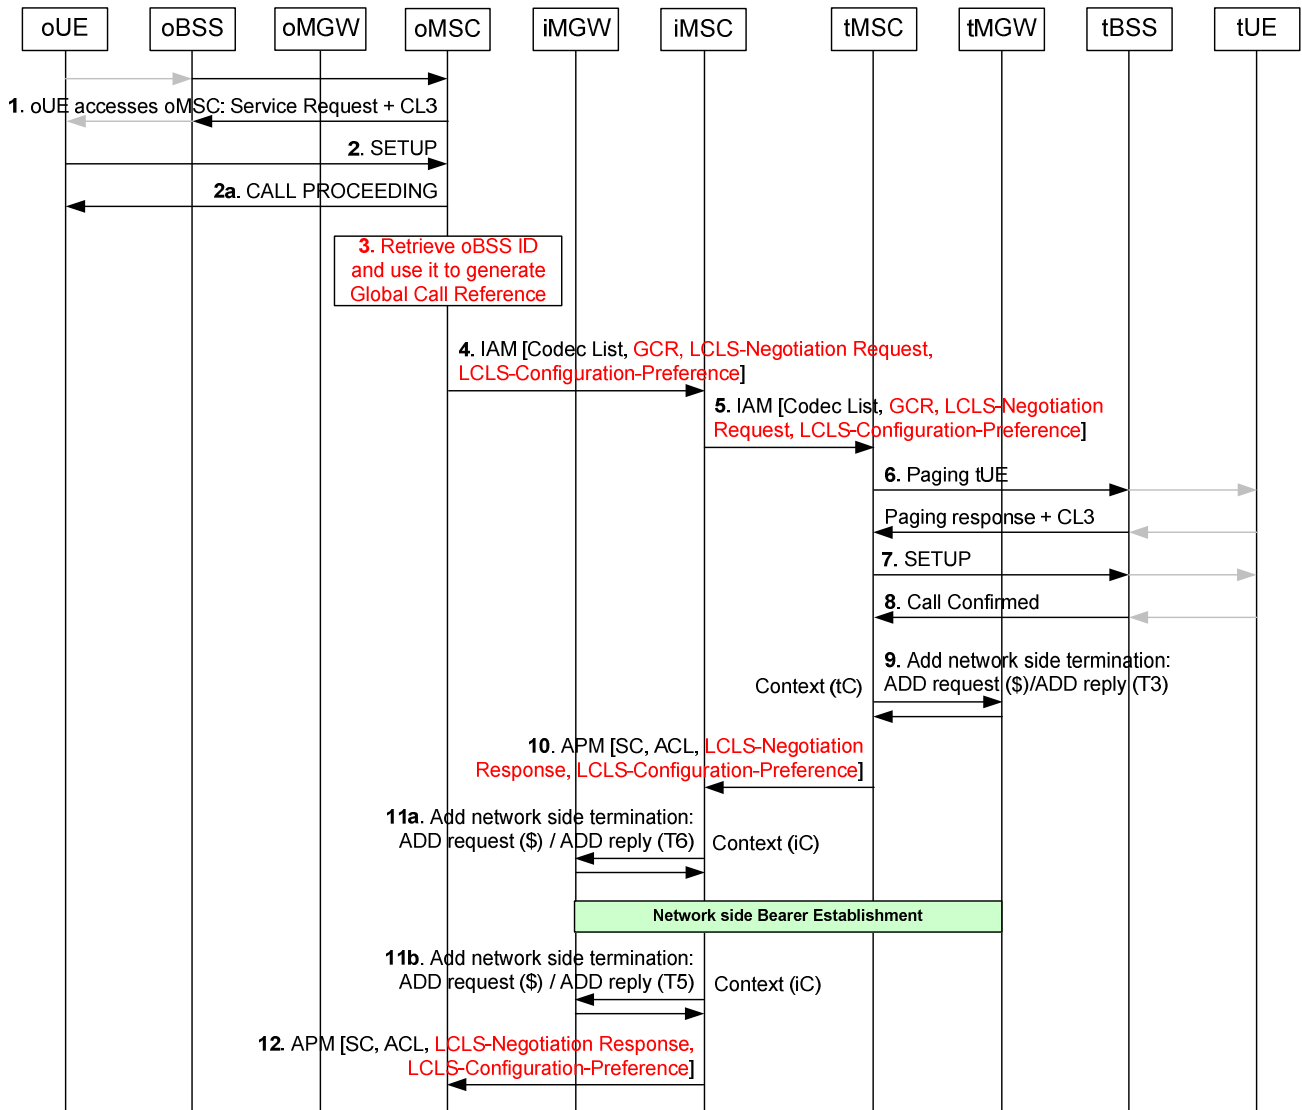 oUE oBSS oMGW oMSC iMGW iMSC tMSC tMGW tBSS tUE
1. oUE accesses oMSC: Service Request + CL3
2. SETUP
2a. CALL PROCEEDING
3. Retrieve oBSS ID
and use it to generate
Global Call Reference
4. IAM [Codec List, GCR, LCLS-Negotiation Request,
LCLS-Configuration-Preference]
5. IAM [Codec List, GCR, LCLS-Negotiation
Request, LCLS-Configuration-Preference]
6. Paging tUE
Paging response + CL3
7. SETUP
8. Call Confirmed
9. Add network side termination:
ADD request ($)/ADD reply (T3)
Context (tC)
10. APM [SC, ACL, LCLS-Negotiation
Response, LCLS-Configuration-Preference]
11a. Add network side termination:
ADD request ($) / ADD reply (T6)
Context (iC)
Network side Bearer Establishment
11b. Add network side termination:
ADD request ($) / ADD reply (T5)
Context (iC)
12. APM [SC, ACL, LCLS-Negotiation Response,
LCLS-Configuration-Preference]